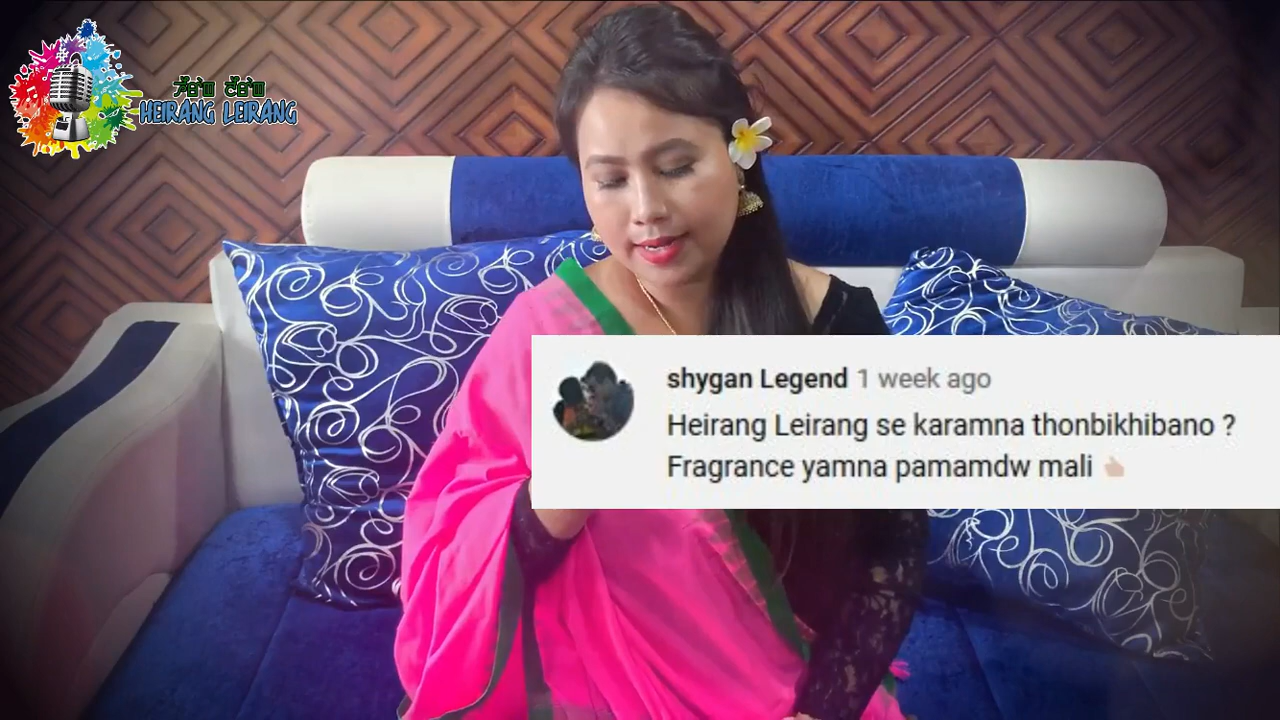 ꯍꯩꯔꯥꯡ ꯂꯩꯔꯥꯡ
HEIRANG LEIRANG
shygan Legend 1 week ago
Heirang Leirang se karamna thonbikhibano ?
Fragrance yamna pamamdw mali 👆🏻